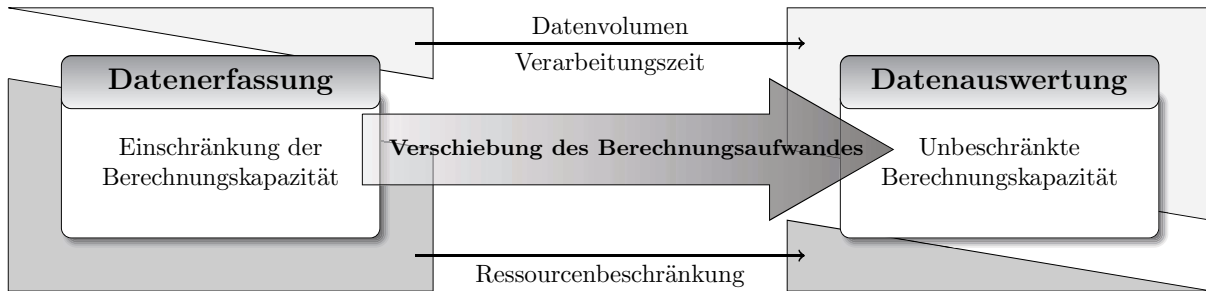 Datenvolumen
Verarbeitungszeit
Datenerfassung
Einschränkung der
Berechnungskapazität
Verschiebung des Berechnungsaufwandes
Datenauswertung
Unbeschränkte
Berechnungskapazität
Ressourcenbeschränkung